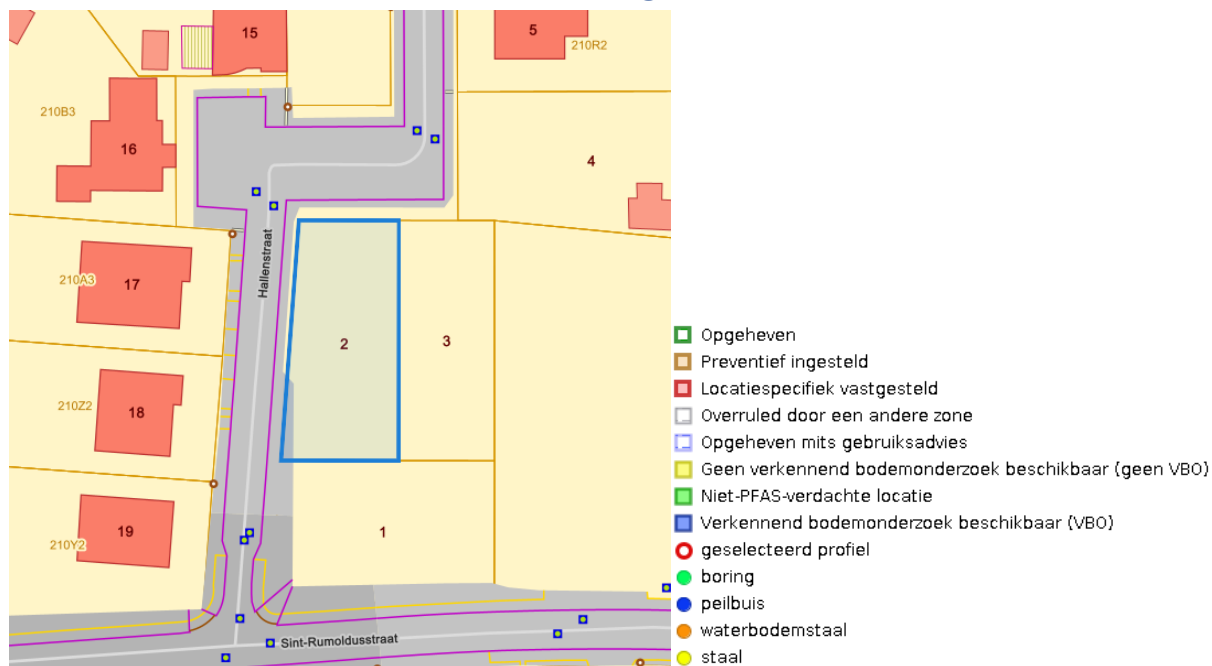 15
5
210R2
210B3
16
4
Hallenstraat
210A3
17
2
3
210Z2
18
1
210Y2
19
Sint-Rumoldusstraat
Opgeheven
Preventief ingesteld
Locatiespecifiek vastgesteld
Overruled door een andere zone
Opgeheven mits gebruiksadvies
Geen verkennend bodemonderzoek beschikbaar (geen VBO)
Niet-PFAS-verdachte locatie
Verkennend bodemonderzoek beschikbaar (VBO)
geselecteerd profiel
boring
peilbuis
waterbodemstaal
staal